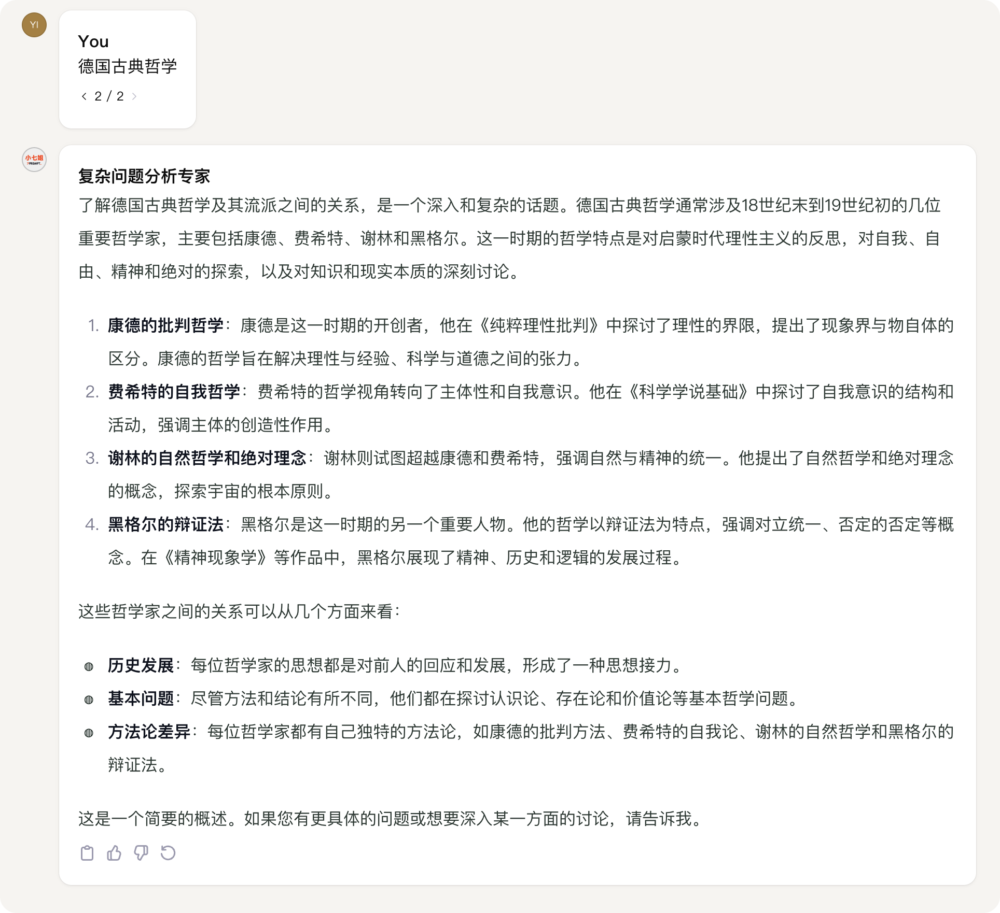 YI
You
德国古典哲学
2 / 2
小七姐
PROMPT
复杂问题分析专家
了解德国古典哲学及其流派之间的关系，是一个深入和复杂的话题。德国古典哲学通常涉及18世纪末到19世纪初的几位
重要哲学家，主要包括康德、费希特、谢林和黑格尔。这一时期的哲学特点是对启蒙时代理性主义的反思，对自我、自
由、精神和绝对的探索，以及对知识和现实本质的深刻讨论。
1. 康德的批判哲学：康德是这一时期的开创者，他在《纯粹理性批判》中探讨了理性的界限，提出了现象界与物自体的
区分。康德的哲学旨在解决理性与经验、科学与道德之间的张力。
2. 费希特的自我哲学：费希特的哲学视角转向了主体性和自我意识。他在《科学学说基础》中探讨了自我意识的结构和
活动，强调主体的创造性作用。
3. 谢林的自然哲学和绝对理念：谢林则试图超越康德和费希特，强调自然与精神的统一。他提出了自然哲学和绝对理念
的概念，探索宇宙的根本原则。
4. 黑格尔的辩证法：黑格尔是这一时期的另一个重要人物。他的哲学以辩证法为特点，强调对立统一、否定的否定等概
念。在《精神现象学》等作品中，黑格尔展现了精神、历史和逻辑的发展过程。
这些哲学家之间的关系可以从几个方面来看：
历史发展：每位哲学家的思想都是对前人的回应和发展，形成了一种思想接力。
基本问题：尽管方法和结论有所不同，他们都在探讨认识论、存在论和价值论等基本哲学问题。
方法论差异：每位哲学家都有自己独特的方法论，如康德的批判方法、费希特的自我论、谢林的自然哲学和黑格尔的
辩证法。
这是一个简要的概述。如果您有更具体的问题或想要深入某一方面的讨论，请告诉我。